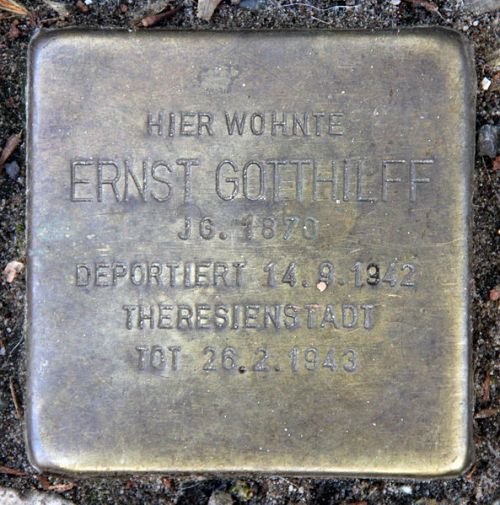 HIER WOHNTE
ERNST GOTTHILFF
JG. 1870
DEPORTIERT 14.9.1942
THERESIENSTADT
TOT 26.2.1943